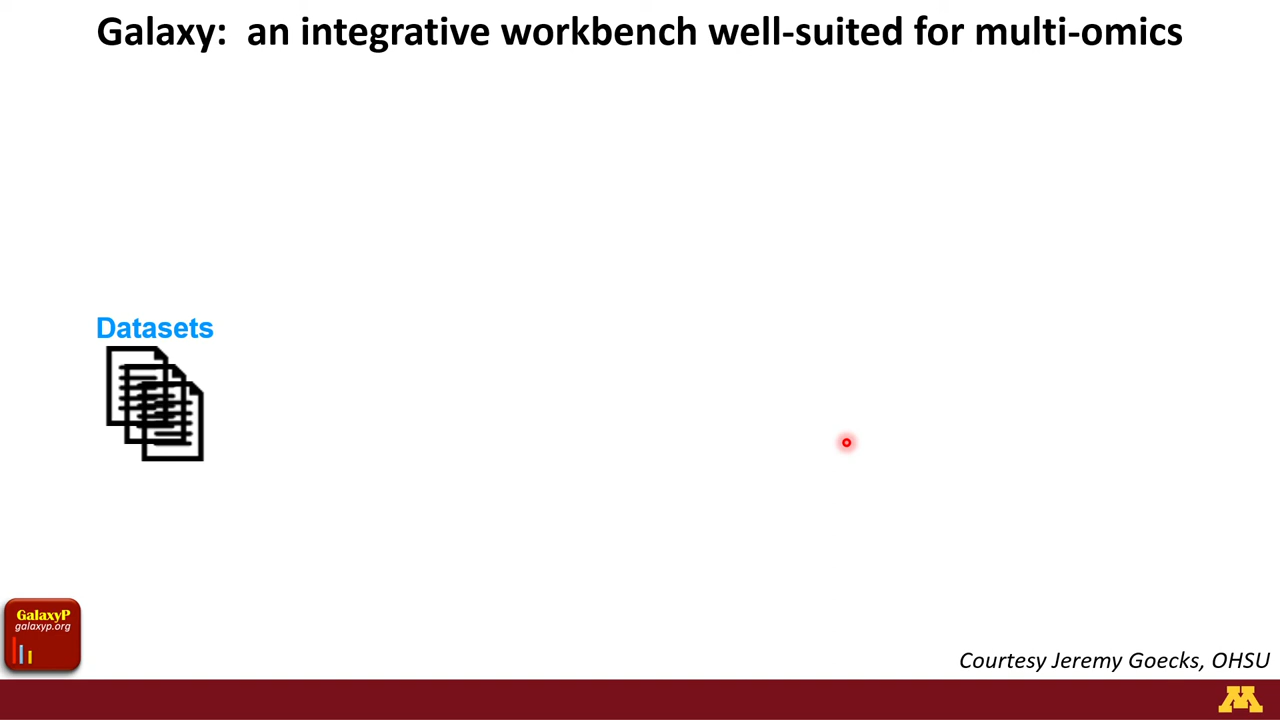 Galaxy: an integrative workbench well-suited for multi-omics
Datasets
GalaxyP
galaxyp.org
Courtesy Jeremy Goecks, OHSU
M